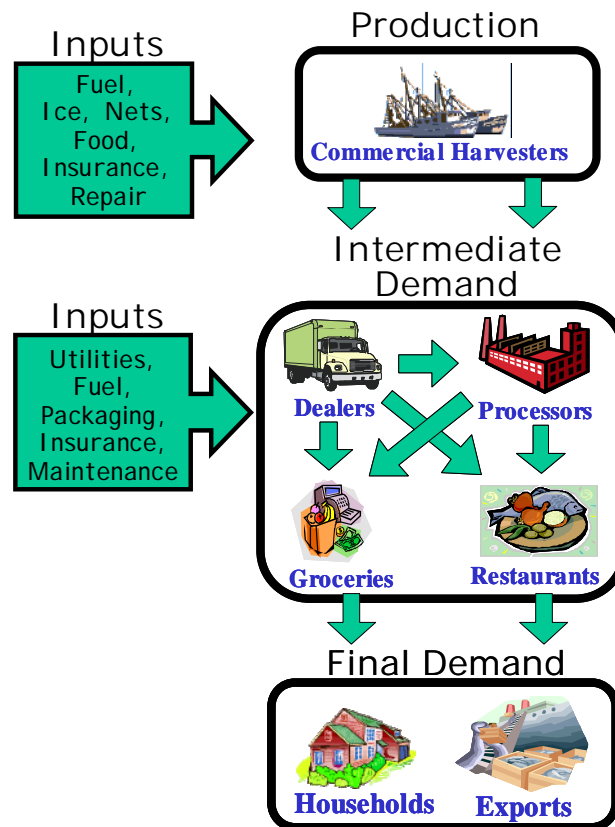 Inputs
Fuel,
Ice, Nets,
Food,
Insurance,
Repair
Production
Commercial Harvesters
Intermediate
Demand
Inputs
Utilities,
Fuel,
Packaging,
Insurance,
Maintenance
Dealers
Processors
Groceries
Restaurants
Final Demand
Households
Exports